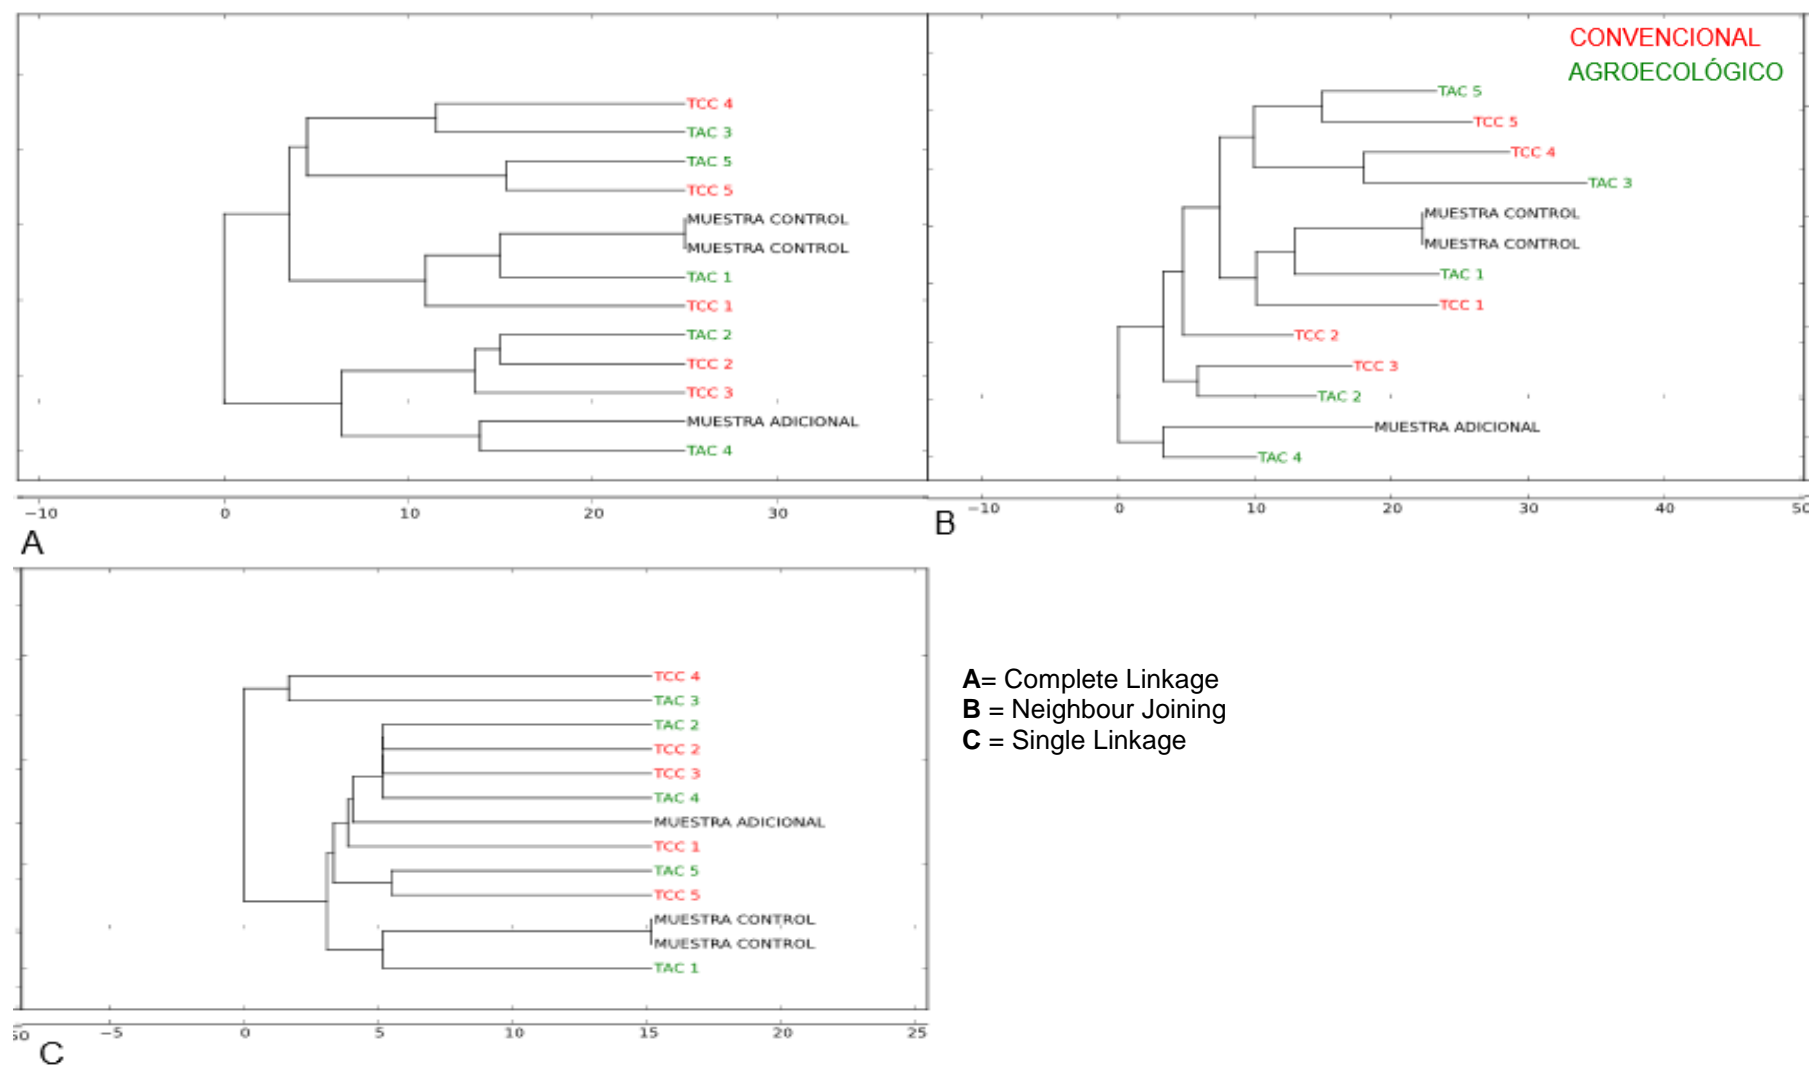 TCC 4
TAC 3
TAC 5
TCC 5
MUESTRA CONTROL
MUESTRA CONTROL
TAC 1
TCC 1
TAC 2
TCC 2
TCC 3
MUESTRA ADICIONAL
TAC 4
−10 0 10 20 30
A
CONVENCIONAL
AGROECOLÓGICO
TAC 5
TCC 5
TCC 4
TAC 3
MUESTRA CONTROL
MUESTRA CONTROL
TAC 1
TCC 1
TCC 2
TCC 3
TAC 2
MUESTRA ADICIONAL
TAC 4
−10 0 10 20 30 40
B
TCC 4
TAC 3
TAC 2
TCC 2
TCC 3
TAC 4
MUESTRA ADICIONAL
TCC 1
TAC 5
TCC 5
MUESTRA CONTROL
MUESTRA CONTROL
TAC 1
−5 0 5 10 15 20 25
C
A= Complete Linkage
B = Neighbour Joining
C = Single Linkage